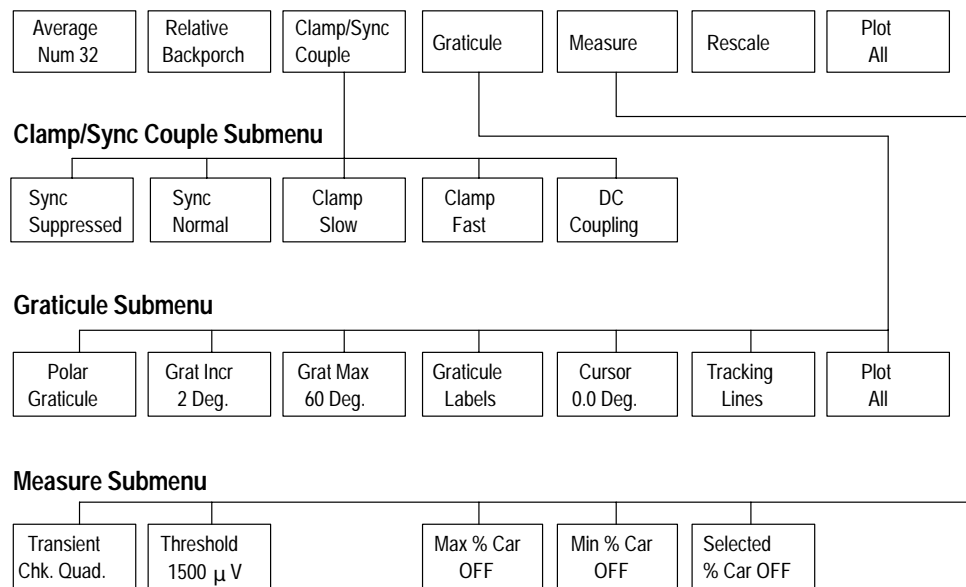 Average
Num 32
Relative
Backporch
Clamp/Sync
Couple
Graticule
Measure
Rescale
Plot
All
Clamp/Sync Couple Submenu
Sync
Suppressed
Sync
Normal
Clamp
Slow
Clamp
Fast
DC
Coupling
Graticule Submenu
Polar
Graticule
Grat Incr
2 Deg.
Grat Max
60 Deg.
Graticule
Labels
Cursor
0.0 Deg.
Tracking
Lines
Plot
All
Measure Submenu
Transient
Chk. Quad.
Threshold
1500 μ V
Max % Car
OFF
Min % Car
OFF
Selected
% Car OFF